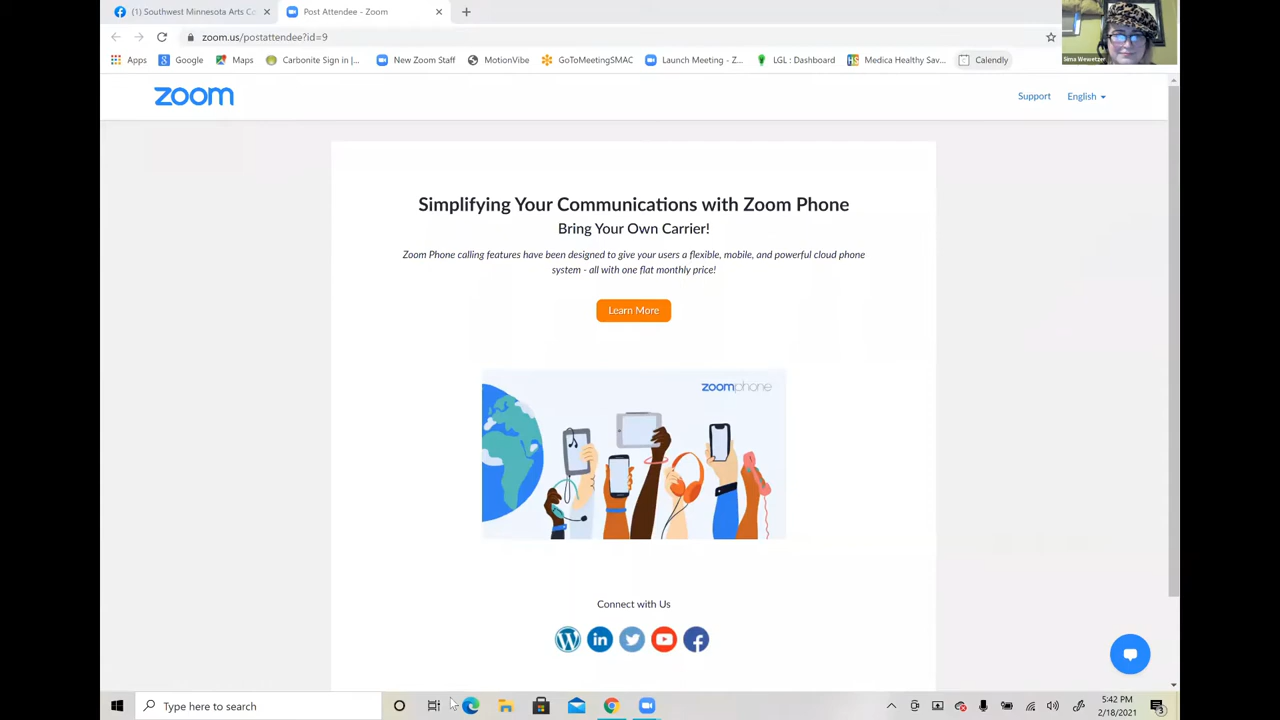 (1) Southwest Minnesota Arts Co
Post Attendee - Zoom
zoom.us/postattendee?id=9
Apps
Google
Maps
Carbonite Sign in |...
New Zoom Staff
MotionVibe
GoToMeetingSMAC
Launch Meeting - Z...
LGL : Dashboard
Medica Healthy Sav...
Calendly
Sima Wewetzer
zoom
Support
English
Simplifying Your Communications with Zoom Phone
Bring Your Own Carrier!
Zoom Phone calling features have been designed to give your users a flexible, mobile, and powerful cloud phone
system - all with one flat monthly price!
Learn More
zoomphone
Connect with Us
Type here to search
5:42 PM
2/18/2021
3